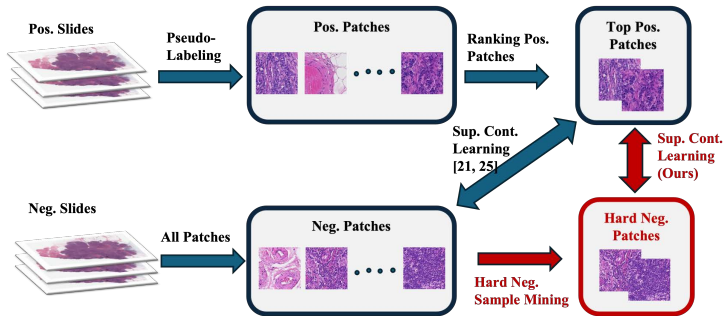 Pos. Slides
Pseudo-
Labeling
Pos. Patches
Ranking Pos.
Patches
Top Pos.
Patches
Sup. Cont.
Learning
[21, 25]
Sup. Cont.
Learning
(Ours)
Neg. Slides
All Patches
Neg. Patches
Hard Neg.
Sample Mining
Hard Neg.
Patches